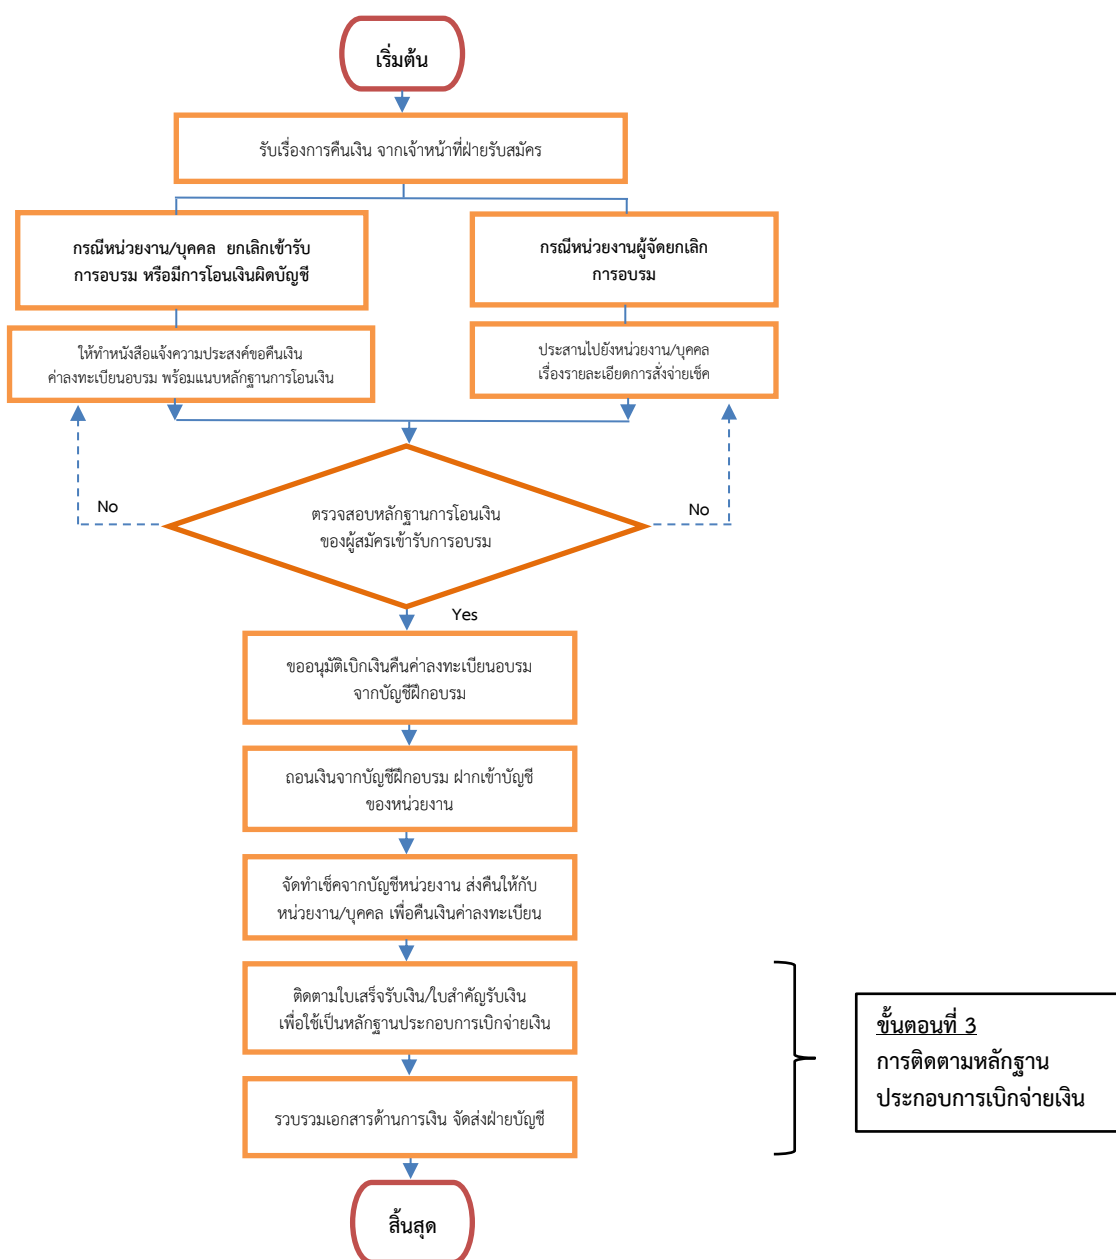 เริ่มต้น
รับเรื่องการคืนเงิน จากเจ้าหน้าที่ฝ่ายรับสมัคร
กรณีหน่วยงาน/บุคคล ยกเลิกเข้ารับ
การอบรม หรือมีการโอนเงินผิดบัญชี
กรณีหน่วยงานผู้จัดยกเลิก
การอบรม
ให้ทำหนังสือแจ้งความประสงค์ขอคืนเงิน
ค่าลงทะเบียนอบรม พร้อมแนบหลักฐานการโอนเงิน
ประสานไปยังหน่วยงาน/บุคคล
เรื่องรายละเอียดการสั่งจ่ายเช็ค
No
ตรวจสอบหลักฐานการโอนเงิน
ของผู้สมัครเข้ารับการอบรม
No
Yes
ขออนุมัติเบิกเงินคืนค่าลงทะเบียนอบรม
จากบัญชีฝึกอบรม
ถอนเงินจากบัญชีฝึกอบรม ฝากเข้าบัญชี
ของหน่วยงาน
จัดทำเช็คจากบัญชีหน่วยงาน ส่งคืนให้กับ
หน่วยงาน/บุคคล เพื่อคืนเงินค่าลงทะเบียน
ติดตามใบเสร็จรับเงิน/ใบสำคัญรับเงิน
เพื่อใช้เป็นหลักฐานประกอบการเบิกจ่ายเงิน
ขั้นตอนที่ 3
การติดตามหลักฐาน
ประกอบการเบิกจ่ายเงิน
รวบรวมเอกสารด้านการเงิน จัดส่งฝ่ายบัญชี
สิ้นสุด